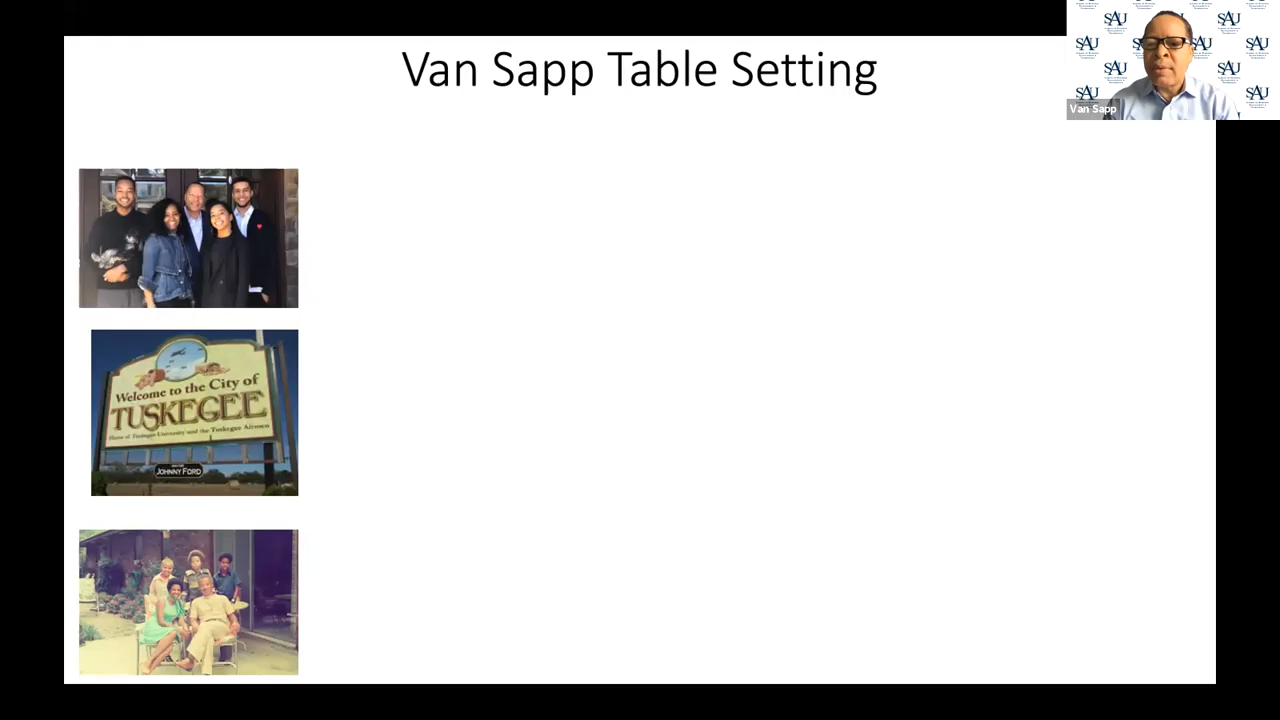 Van Sapp Table Setting
SAU
Van Sapp
Welcome to the City of
TUSKEGEE
Home of Tuskegee University and the Tuskegee Airmen
JOHNNY FORD